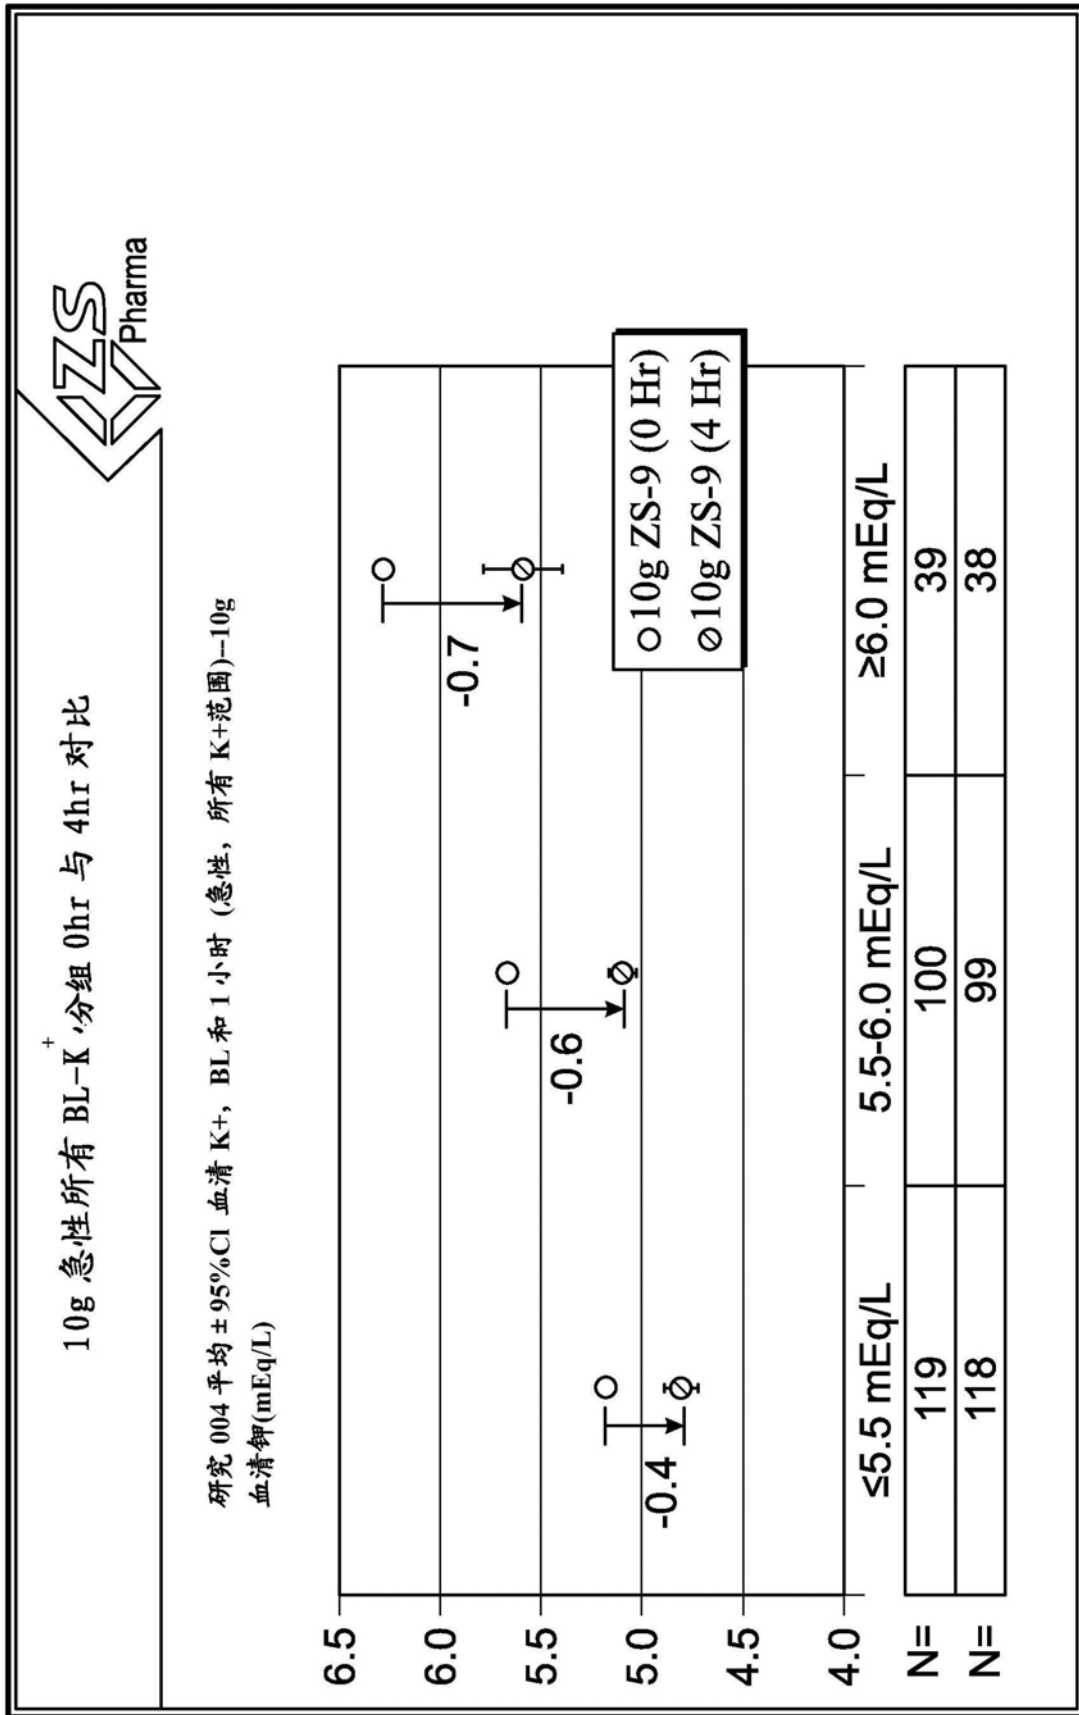 10g 急性所有 BL-K⁺,分组 0hr 与 4hr 对比
ZS
Pharma
研究 004 平均±95%CI 血清 K+, BL 和 1 小时 (急性, 所有 K+范围)--10g
血清钾(mEq/L)
6.5
6.0
5.5
5.0
4.5
4.0
-0.4
-0.6
-0.7
10g ZS-9 (0 Hr)
10g ZS-9 (4 Hr)
≤5.5 mEq/L 5.5-6.0 mEq/L ≥6.0 mEq/L
N= 119 100 39
N= 118 99 38